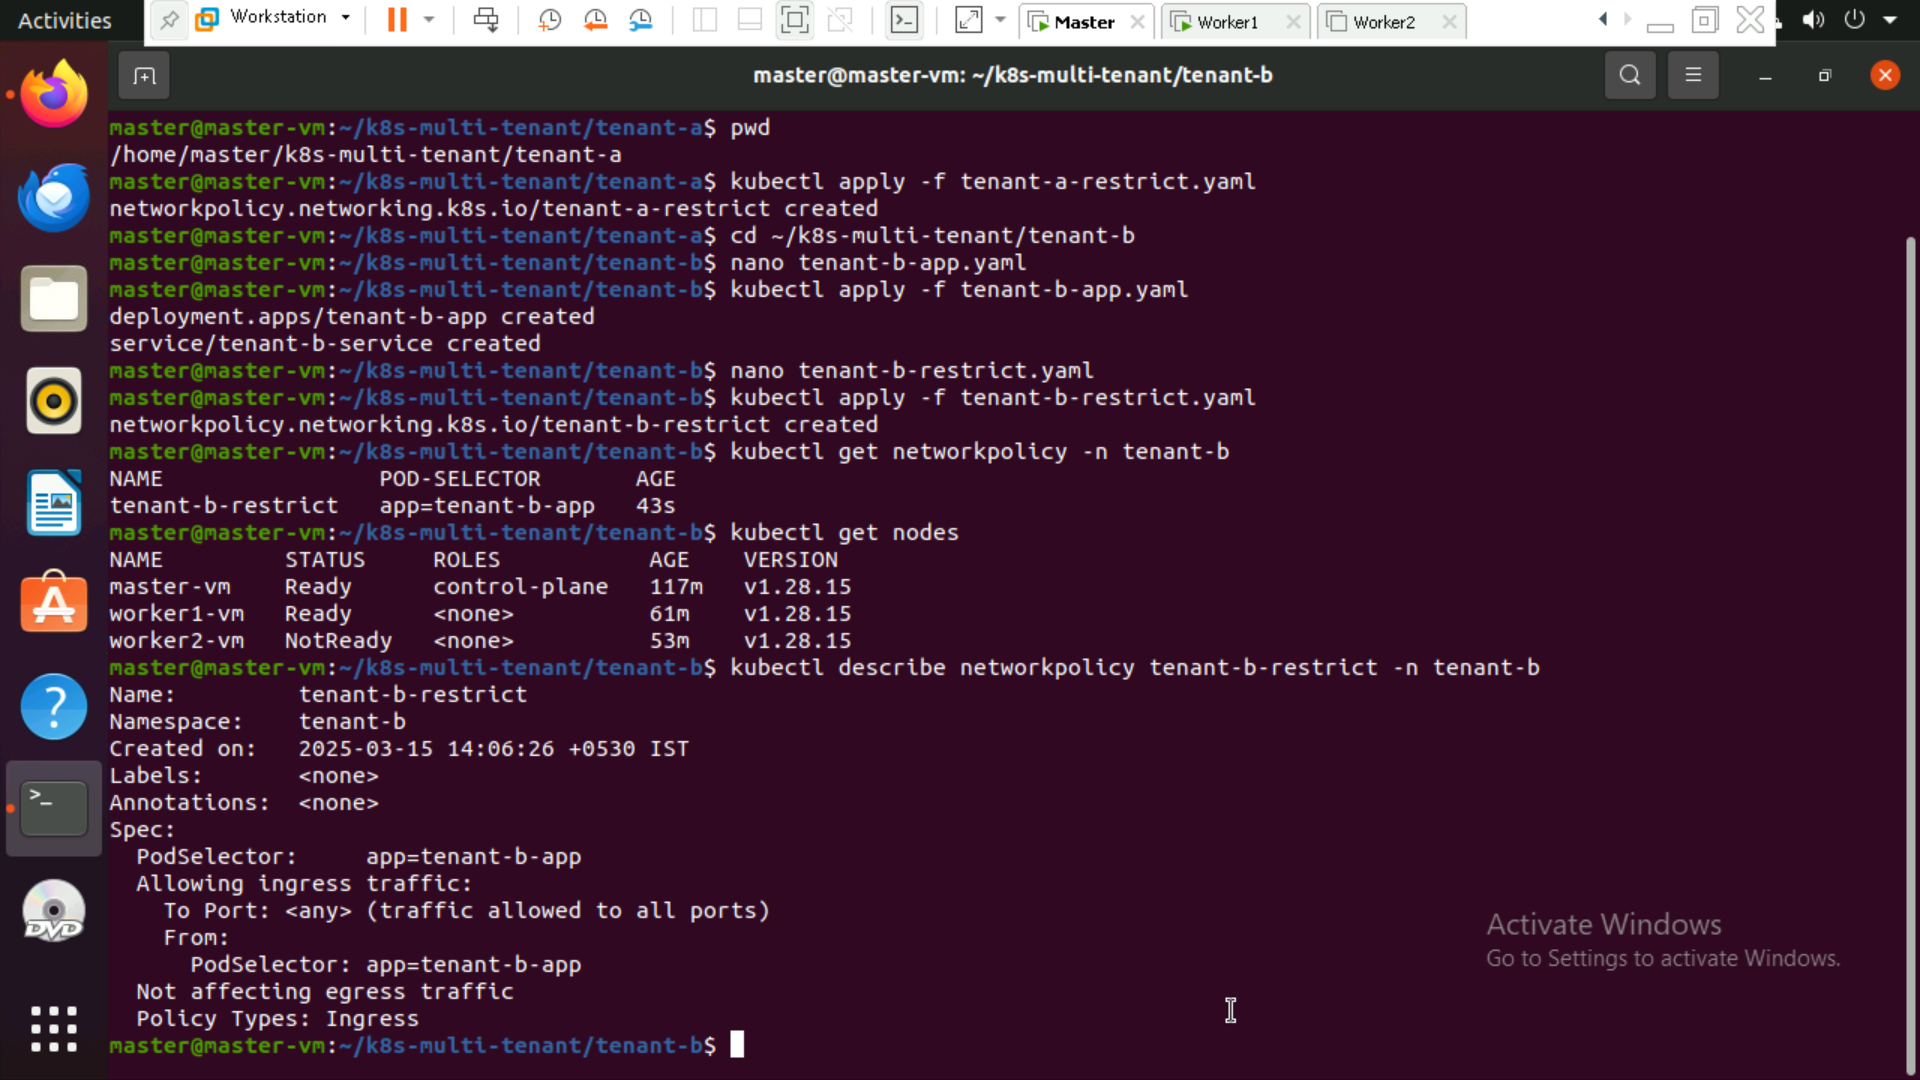 Activities
Workstation
Master
Worker1
Worker2
master@master-vm: ~/k8s-multi-tenant/tenant-b
master@master-vm:~/k8s-multi-tenant/tenant-a$ pwd
/home/master/k8s-multi-tenant/tenant-a
master@master-vm:~/k8s-multi-tenant/tenant-a$ kubectl apply -f tenant-a-restrict.yaml
networkpolicy.networking.k8s.io/tenant-a-restrict created
master@master-vm:~/k8s-multi-tenant/tenant-a$ cd ~/k8s-multi-tenant/tenant-b
master@master-vm:~/k8s-multi-tenant/tenant-b$ nano tenant-b-app.yaml
master@master-vm:~/k8s-multi-tenant/tenant-b$ kubectl apply -f tenant-b-app.yaml
deployment.apps/tenant-b-app created
service/tenant-b-service created
master@master-vm:~/k8s-multi-tenant/tenant-b$ nano tenant-b-restrict.yaml
master@master-vm:~/k8s-multi-tenant/tenant-b$ kubectl apply -f tenant-b-restrict.yaml
networkpolicy.networking.k8s.io/tenant-b-restrict created
master@master-vm:~/k8s-multi-tenant/tenant-b$ kubectl get networkpolicy -n tenant-b
NAME                POD-SELECTOR       AGE
tenant-b-restrict   app=tenant-b-app   43s
master@master-vm:~/k8s-multi-tenant/tenant-b$ kubectl get nodes
NAME         STATUS     ROLES           AGE    VERSION
master-vm    Ready      control-plane   117m   v1.28.15
worker1-vm   Ready      <none>          61m    v1.28.15
worker2-vm   NotReady   <none>          53m    v1.28.15
master@master-vm:~/k8s-multi-tenant/tenant-b$ kubectl describe networkpolicy tenant-b-restrict -n tenant-b
Name:         tenant-b-restrict
Namespace:    tenant-b
Created on:   2025-03-15 14:06:26 +0530 IST
Labels:       <none>
Annotations:  <none>
Spec:
  PodSelector:     app=tenant-b-app
  Allowing ingress traffic:
    To Port: <any> (traffic allowed to all ports)
    From:
      PodSelector: app=tenant-b-app
  Not affecting egress traffic
  Policy Types: Ingress
master@master-vm:~/k8s-multi-tenant/tenant-b$
Activate Windows
Go to Settings to activate Windows.
DVD